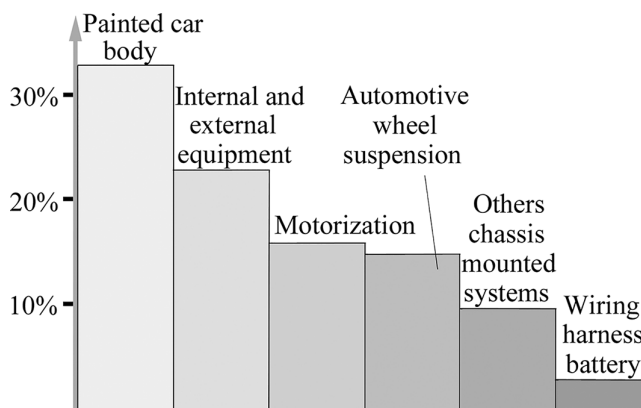 Painted car
body
30%
Internal and
external
equipment
Automotive
wheel
suspension
20%
Motorization
Others
chassis
mounted
systems
10%
Wiring
harness
battery